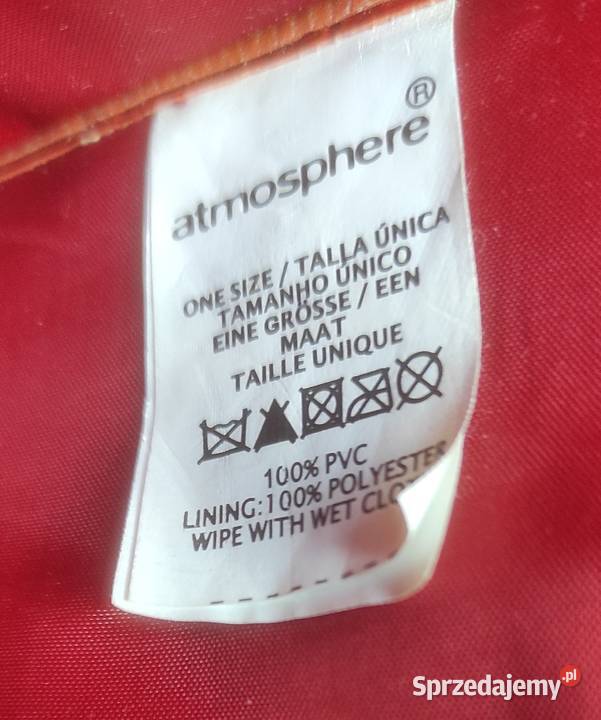 atmosphere®
ONE SIZE / TALLA ÚNICA
TAMANHO ÚNICO
EINE GRÖSSE / EEN
MAAT
TAILLE UNIQUE
100% PVC
LINING:100% POLYESTER
WIPE WITH WET
Sprzedajemy.pl